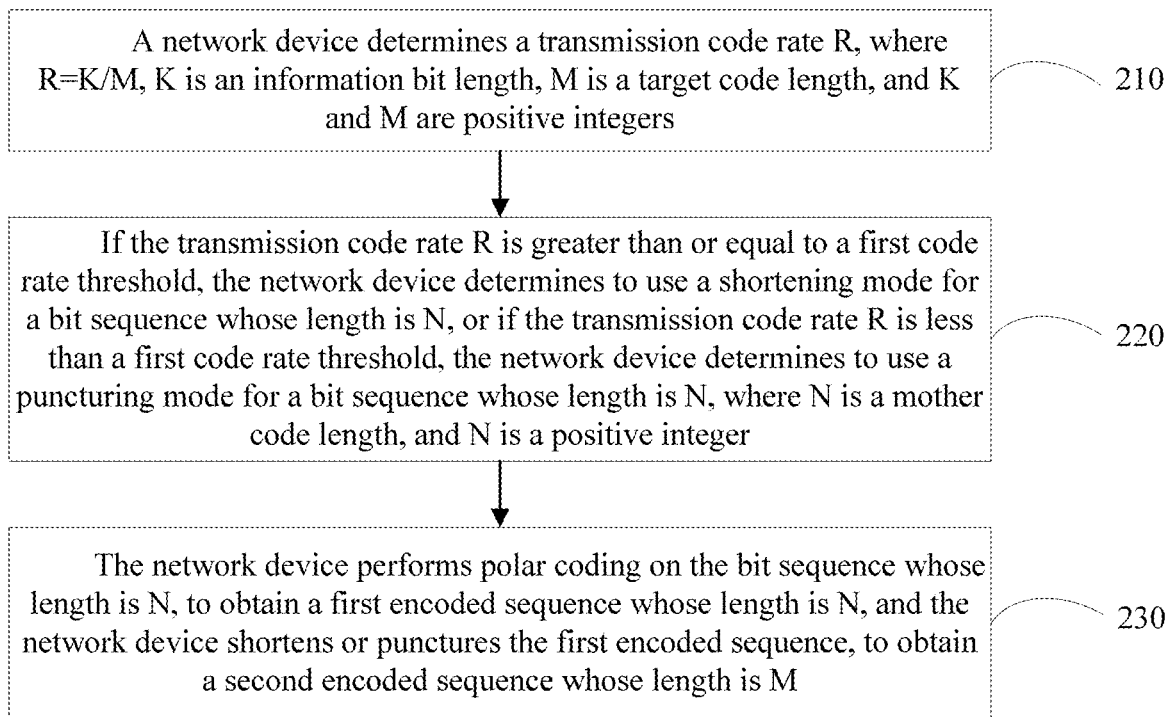 A network device determines a transmission code rate R, where
R=K/M, K is an information bit length, M is a target code length, and K
and M are positive integers
210
If the transmission code rate R is greater than or equal to a first code
rate threshold, the network device determines to use a shortening mode for
a bit sequence whose length is N, or if the transmission code rate R is less
than a first code rate threshold, the network device determines to use a
puncturing mode for a bit sequence whose length is N, where N is a mother
code length, and N is a positive integer
220
The network device performs polar coding on the bit sequence whose
length is N, to obtain a first encoded sequence whose length is N, and the
network device shortens or punctures the first encoded sequence, to obtain
a second encoded sequence whose length is M
230